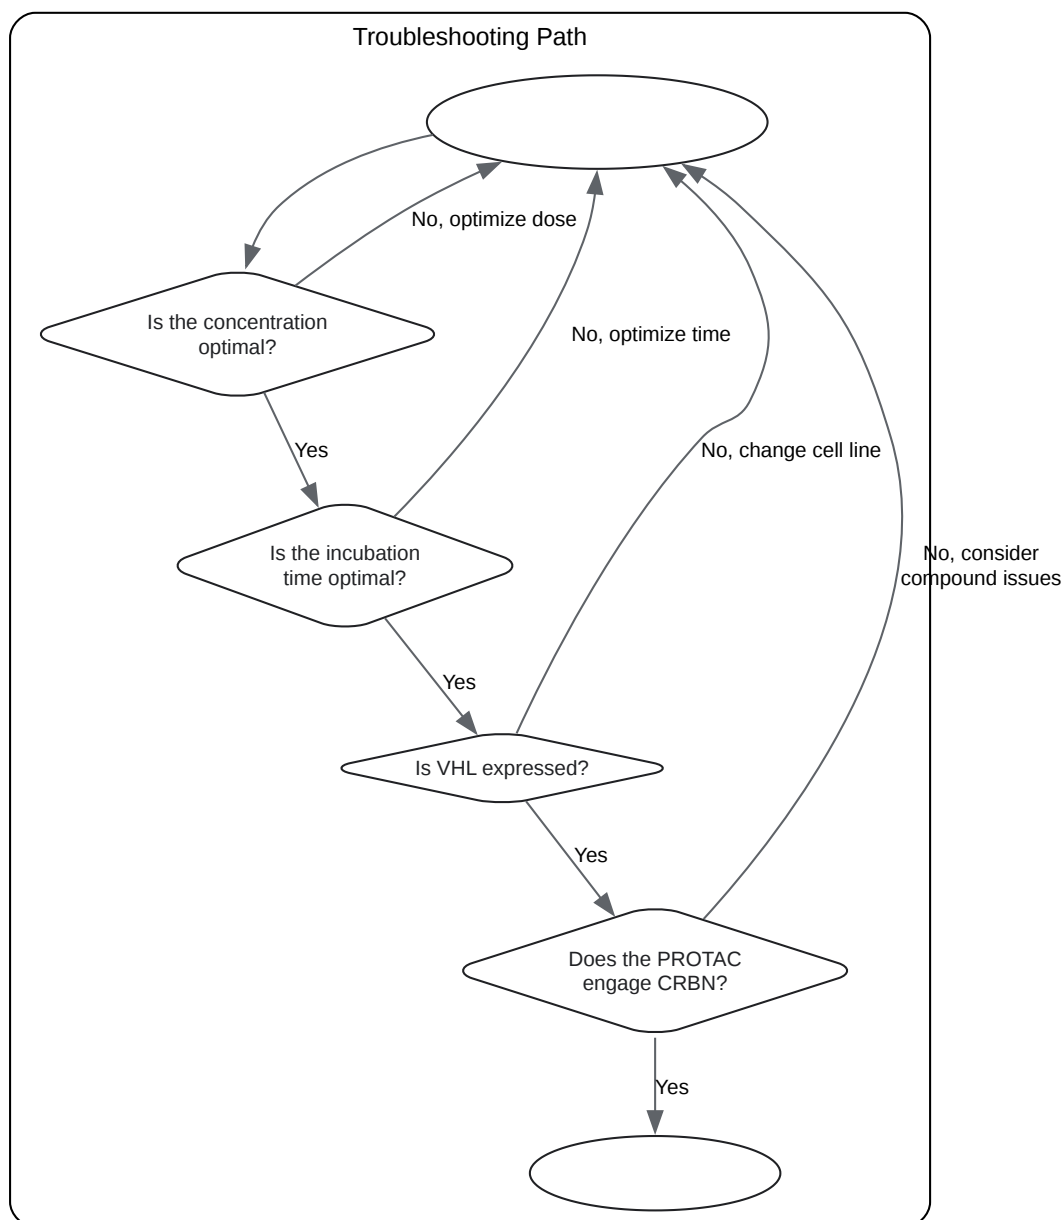 Troubleshooting Path
No, optimize dose
Is the concentration
optimal?
No, optimize time
Yes
No, change cell line
Is the incubation
time optimal?
No, consider
compound issues
Yes
Is VHL expressed?
Yes
Does the PROTAC
engage CRBN?
Yes